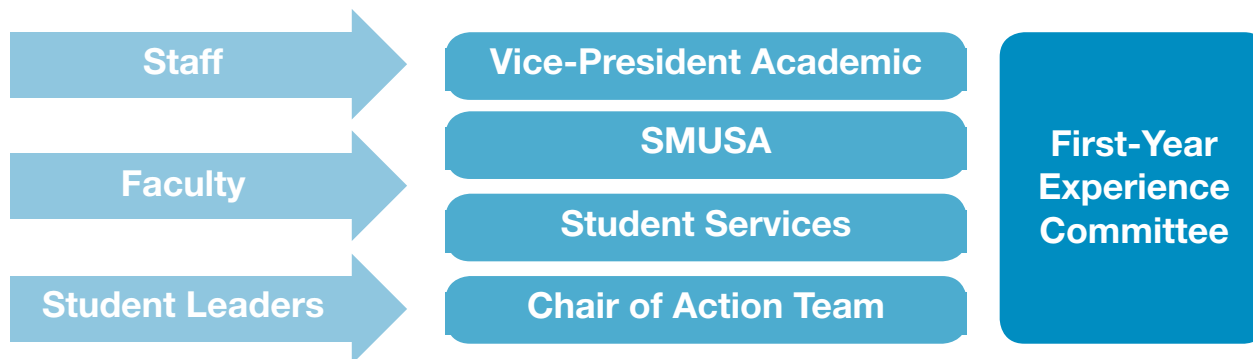 Staff
Faculty
Student Leaders
Vice-President Academic
SMUSA
Student Services
Chair of Action Team
First-Year
Experience
Committee